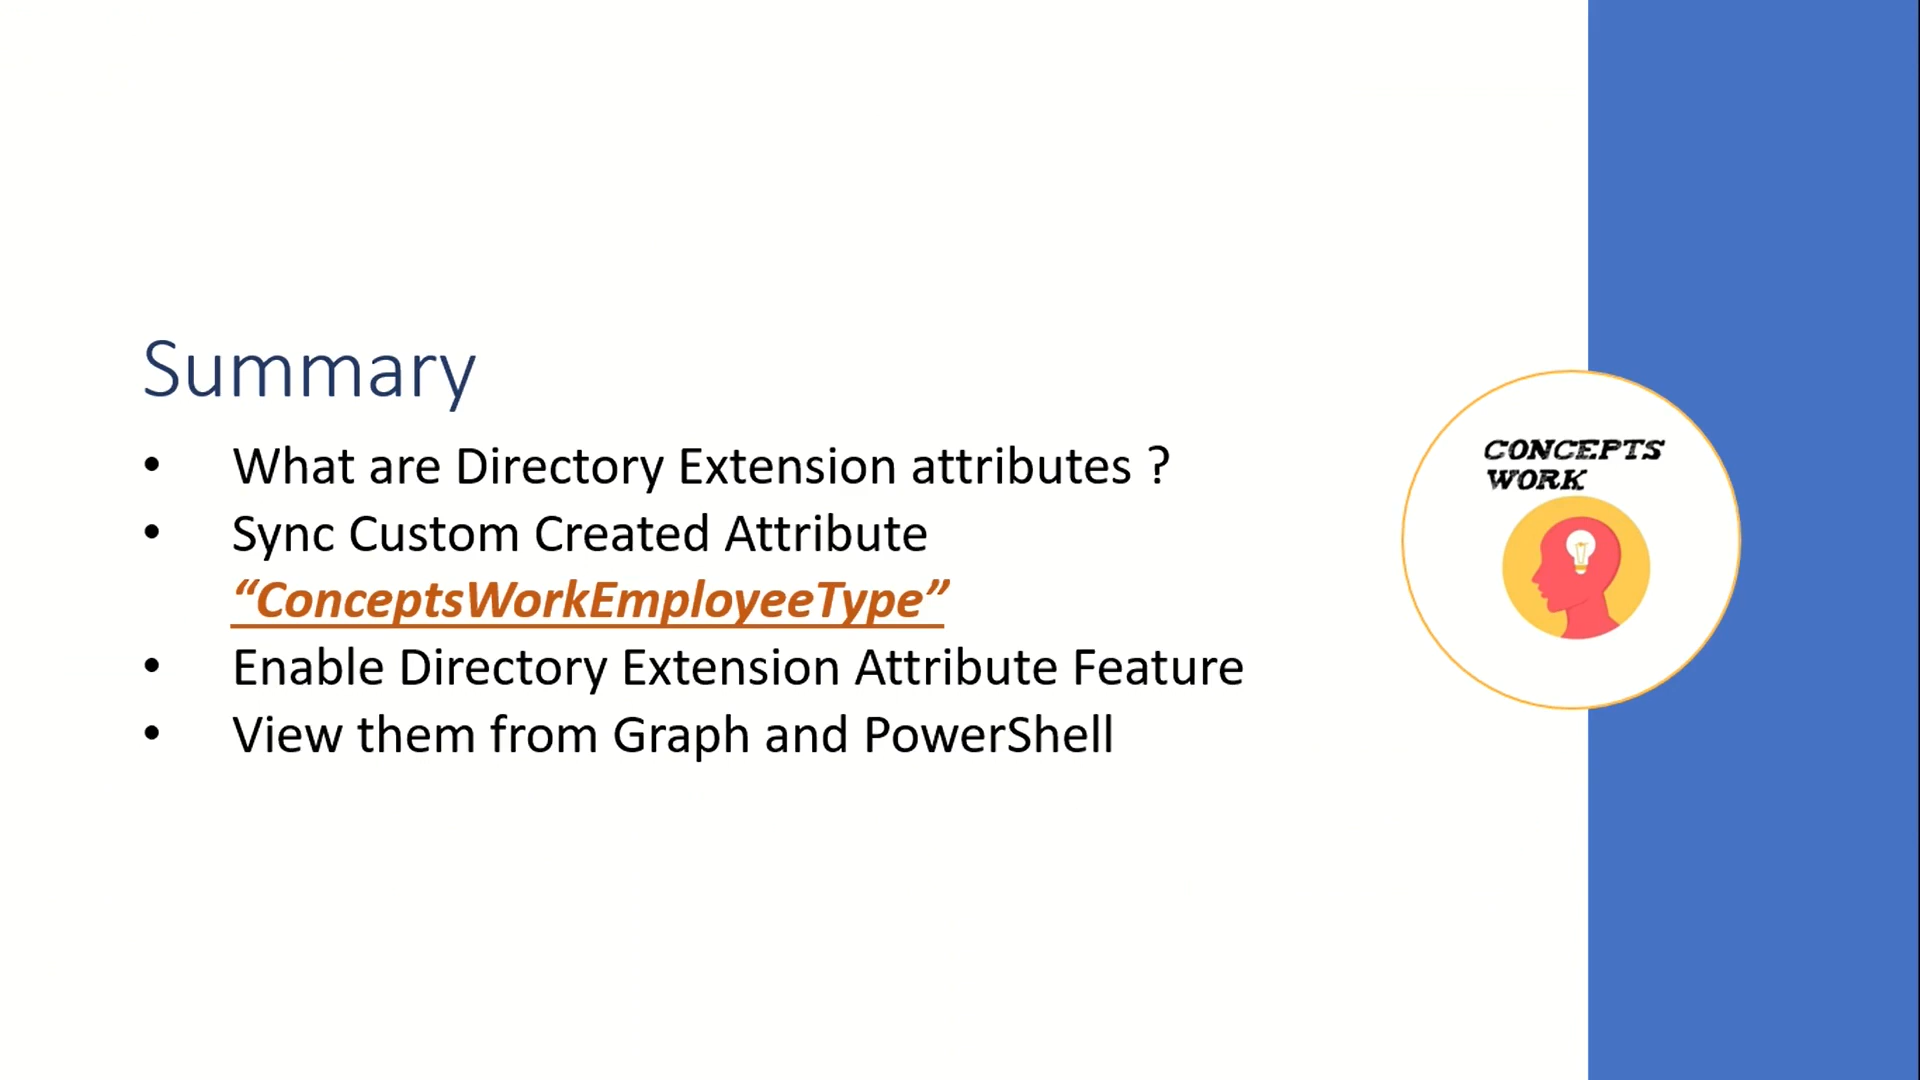 Summary
• What are Directory Extension attributes ?
• Sync Custom Created Attribute
“ConceptsWorkEmployeeType”
• Enable Directory Extension Attribute Feature
• View them from Graph and PowerShell
CONCEPTS
WORK